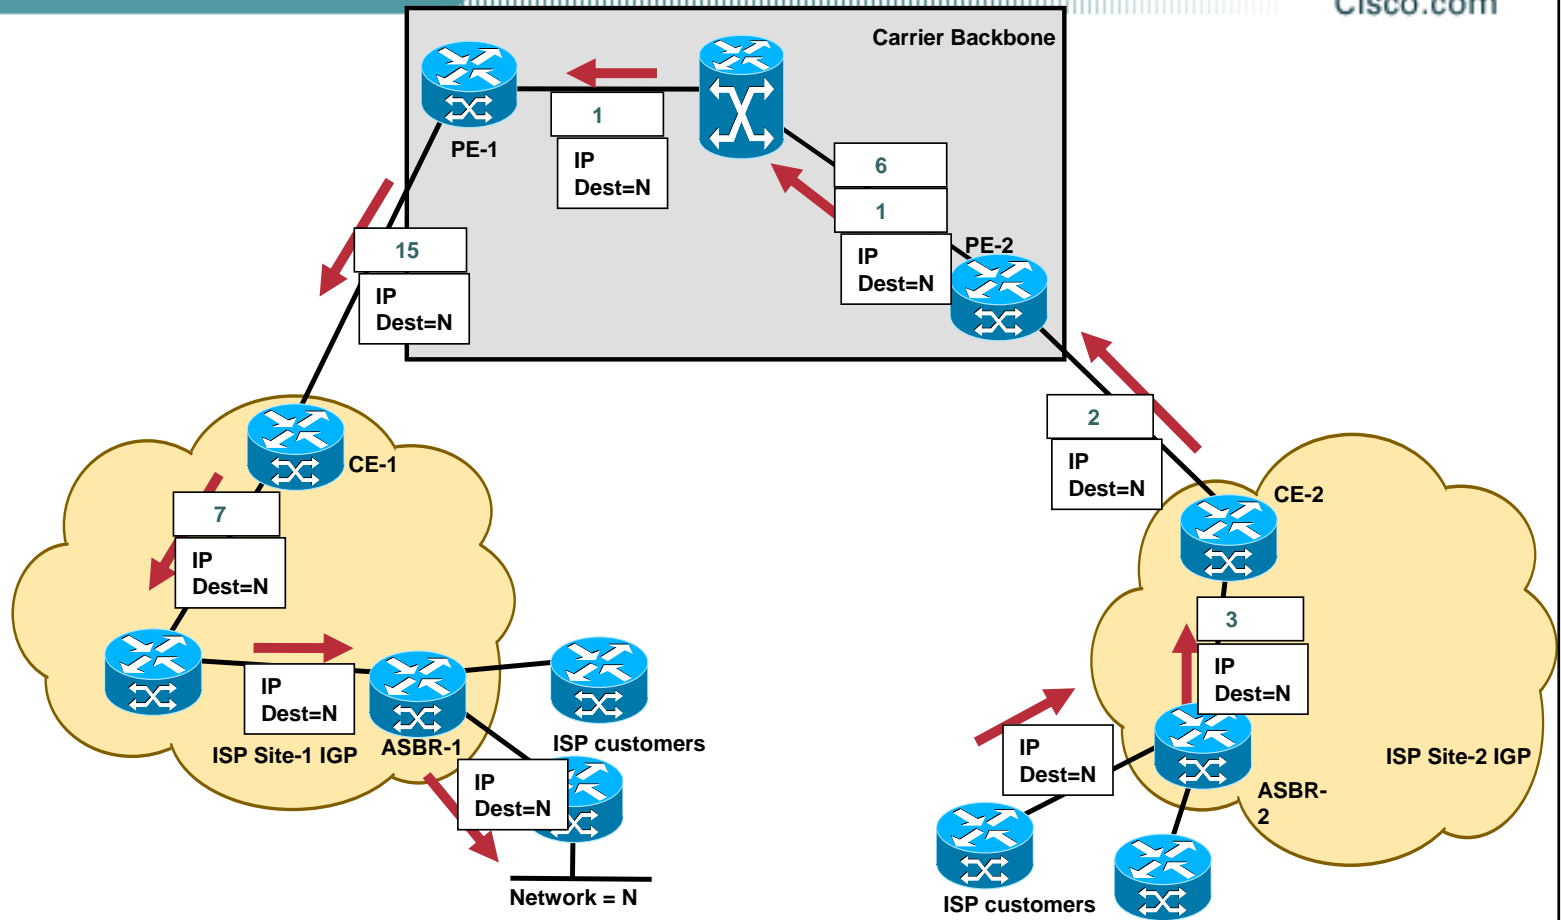 Cisco.com
Carrier Backbone
PE-1
1
IP
Dest=N
6
1
IP
Dest=N
PE-2
15
IP
Dest=N
2
IP
Dest=N
CE-1
CE-2
7
IP
Dest=N
3
IP
Dest=N
IP
Dest=N
ISP Site-1 IGP
ASBR-1
ISP customers
IP
Dest=N
Network = N
IP
Dest=N
ISP Site-2 IGP
ASBR-
2
ISP customers